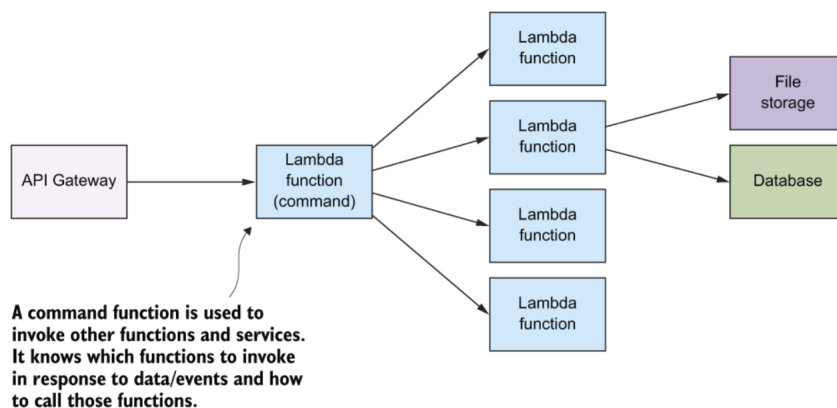 API Gateway
Lambda
function
(command)
Lambda
function
Lambda
function
Lambda
function
Lambda
function
File
storage
Database
A command function is used to
invoke other functions and services.
It knows which functions to invoke
in response to data/events and how
to call those functions.